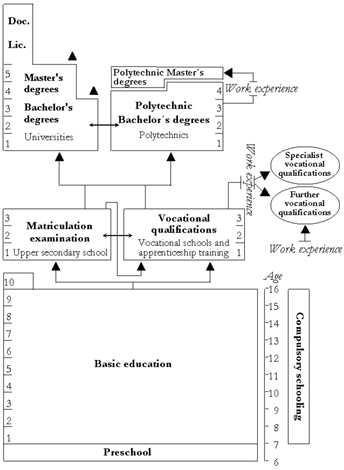 Doc.
Lic.
5
4
3
2
1
Master's
degrees
Bachelor's
degrees
Universities
Polytechnic Master's
degrees
4
3
2
1
Polytechnic
Bachelor´s degrees
Polytechnics
Work experience
Work experience
Specialist
vocational
qualifications
Further
vocational
qualifications
Work experience
3
2
1
Matriculation
examination
Upper secondary school
Vocational
qualifications
Vocational schools and
apprenticeship training
3
2
1
Age
10
9
8
7
6
5
4
3
2
1
Basic education
Preschool
16
15
14
13
12
11
10
9
8
7
6
Compulsory schooling